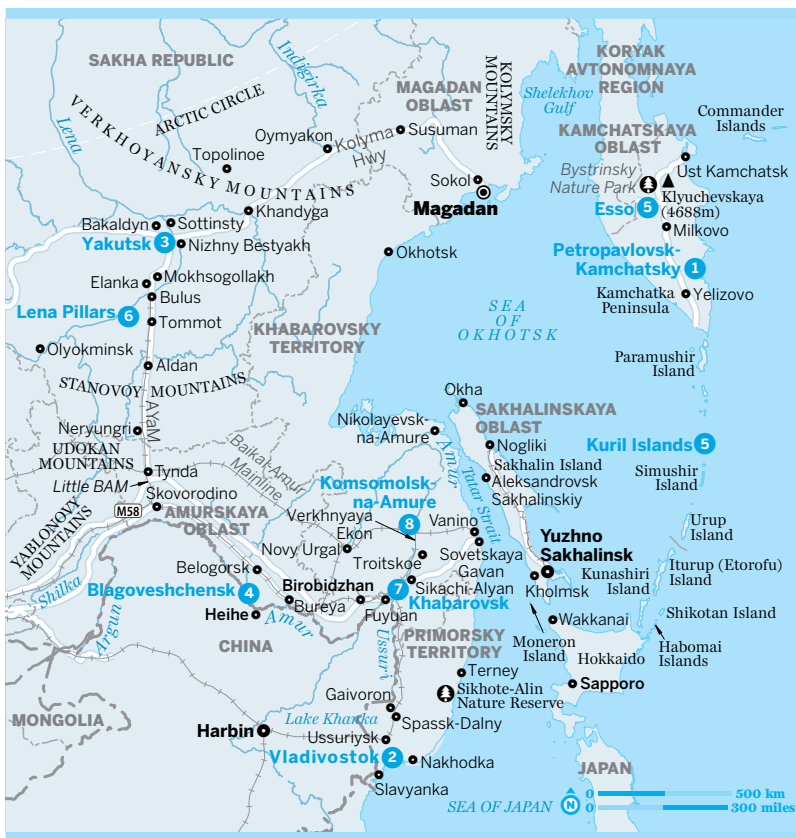 SAKHA REPUBLIC
Indigirka
Lena
ARCTIC CIRCLE
VERKHOYANSKY MOUNTAINS
MAGADAN
OBLAST
KOLYMSKY
MOUNTAINS
KORYAK
AVTONOMNAYA
REGION
Shelekhov
Gulf
Commander
Islands
KAMCHATSKAYA
OBLAST
Oymyakon
Kolyma
Hwy
Susuman
Topolinoe
Sokol
Magadan
Bystrinsky
Nature Park
Ust Kamchatsk
Klyuchevskaya
(4688m)
Esso 5
Milkovo
Khandyga
Bakaldyn
Sottinsty
Yakutsk 3
Nizhny Bestyakh
Okhotsk
Petropavlovsk-
Kamchatsky 1
Elanka
Mokhsogollakh
Bulus
Lena Pillars 6
Tommot
Kamchatka
Peninsula
Yelizovo
SEA
OF
OKHOTSK
KHABAROVSKY
TERRITORY
Olyokminsk
Aldan
Paramushir
Island
STANOVOY MOUNTAINS
AYaM
Okha
SAKHALINSKAYA
OBLAST
Nikolayevsk-
na-Amure
Neryungri
UDOKAN
MOUNTAINS
Nogliki
Kuril Islands 5
Baikal-Amur
Mainline
Amur
Tatar Strait
Sakhalin Island
Aleksandrovsk
Sakhalinskiy
Simushir
Island
Tynda
Little BAM
Skovorodino
M58
AMURSKAYA
OBLAST
Komsomolsk-
na-Amure
8
YABLONOVY
MOUNTAINS
Verkhnyaya
Ekon
Vanino
Urup
Island
Novy Urgal
Troitskoe
Sovetskaya
Gavan
Yuzhno
Sakhalinsk
Iturup (Etorofu)
Island
Belogorsk
Birobidzhan
Sikachi-Alyan
Kholmsk
Kunashiri
Island
Shilka
Blagoveshchensk
4
7
Khabarovsk
Heihe
Bureya
Fuyuan
Shikotan Island
Argun
Amur
Wakkanai
CHINA
Ussuri
PRIMORSKY
TERRITORY
Moneron
Island
Habomai
Islands
Hokkaido
Terney
Sapporo
Sikhote-Alin
Nature Reserve
MONGOLIA
Gaivoron
Harbin
Lake Khanka
Spassk-Dalny
Ussuriysk
Vladivostok 2
Nakhodka
JAPAN
Slavyanka
SEA OF JAPAN
N
0 500 km
0 300 miles